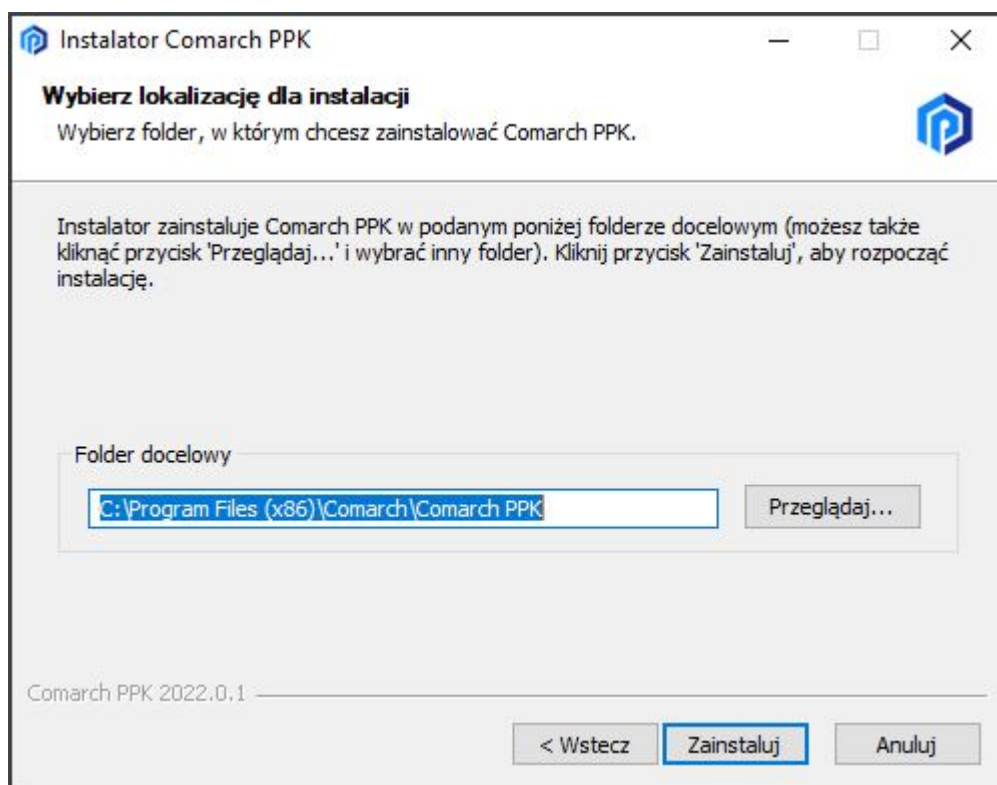 Instalator Comarch PPK
Wybierz lokalizację dla instalacji
Wybierz folder, w którym chcesz zainstalować Comarch PPK.
Instalator zainstaluje Comarch PPK w podanym poniżej folderze docelowym (możesz także
kliknąć przycisk 'Przeglądaj...' i wybrać inny folder). Kliknij przycisk 'Zainstaluj', aby rozpocząć
instalację.
Folder docelowy
C:\Program Files (x86)\Comarch\Comarch PPK
Przeglądaj...
Comarch PPK 2022.0.1
< Wstecz
Zainstaluj
Anuluj